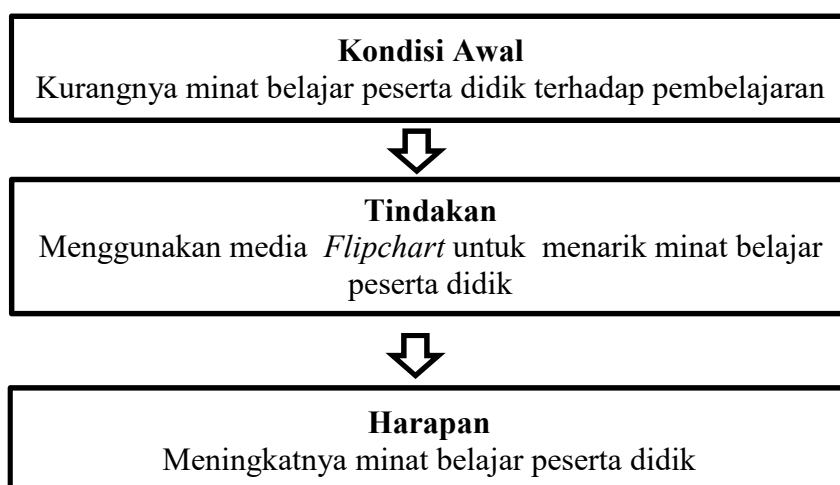 Kondisi Awal
Kurangnya minat belajar peserta didik terhadap pembelajaran
Tindakan
Menggunakan media Flipchart untuk menarik minat belajar
peserta didik
Harapan
Meningkatnya minat belajar peserta didik